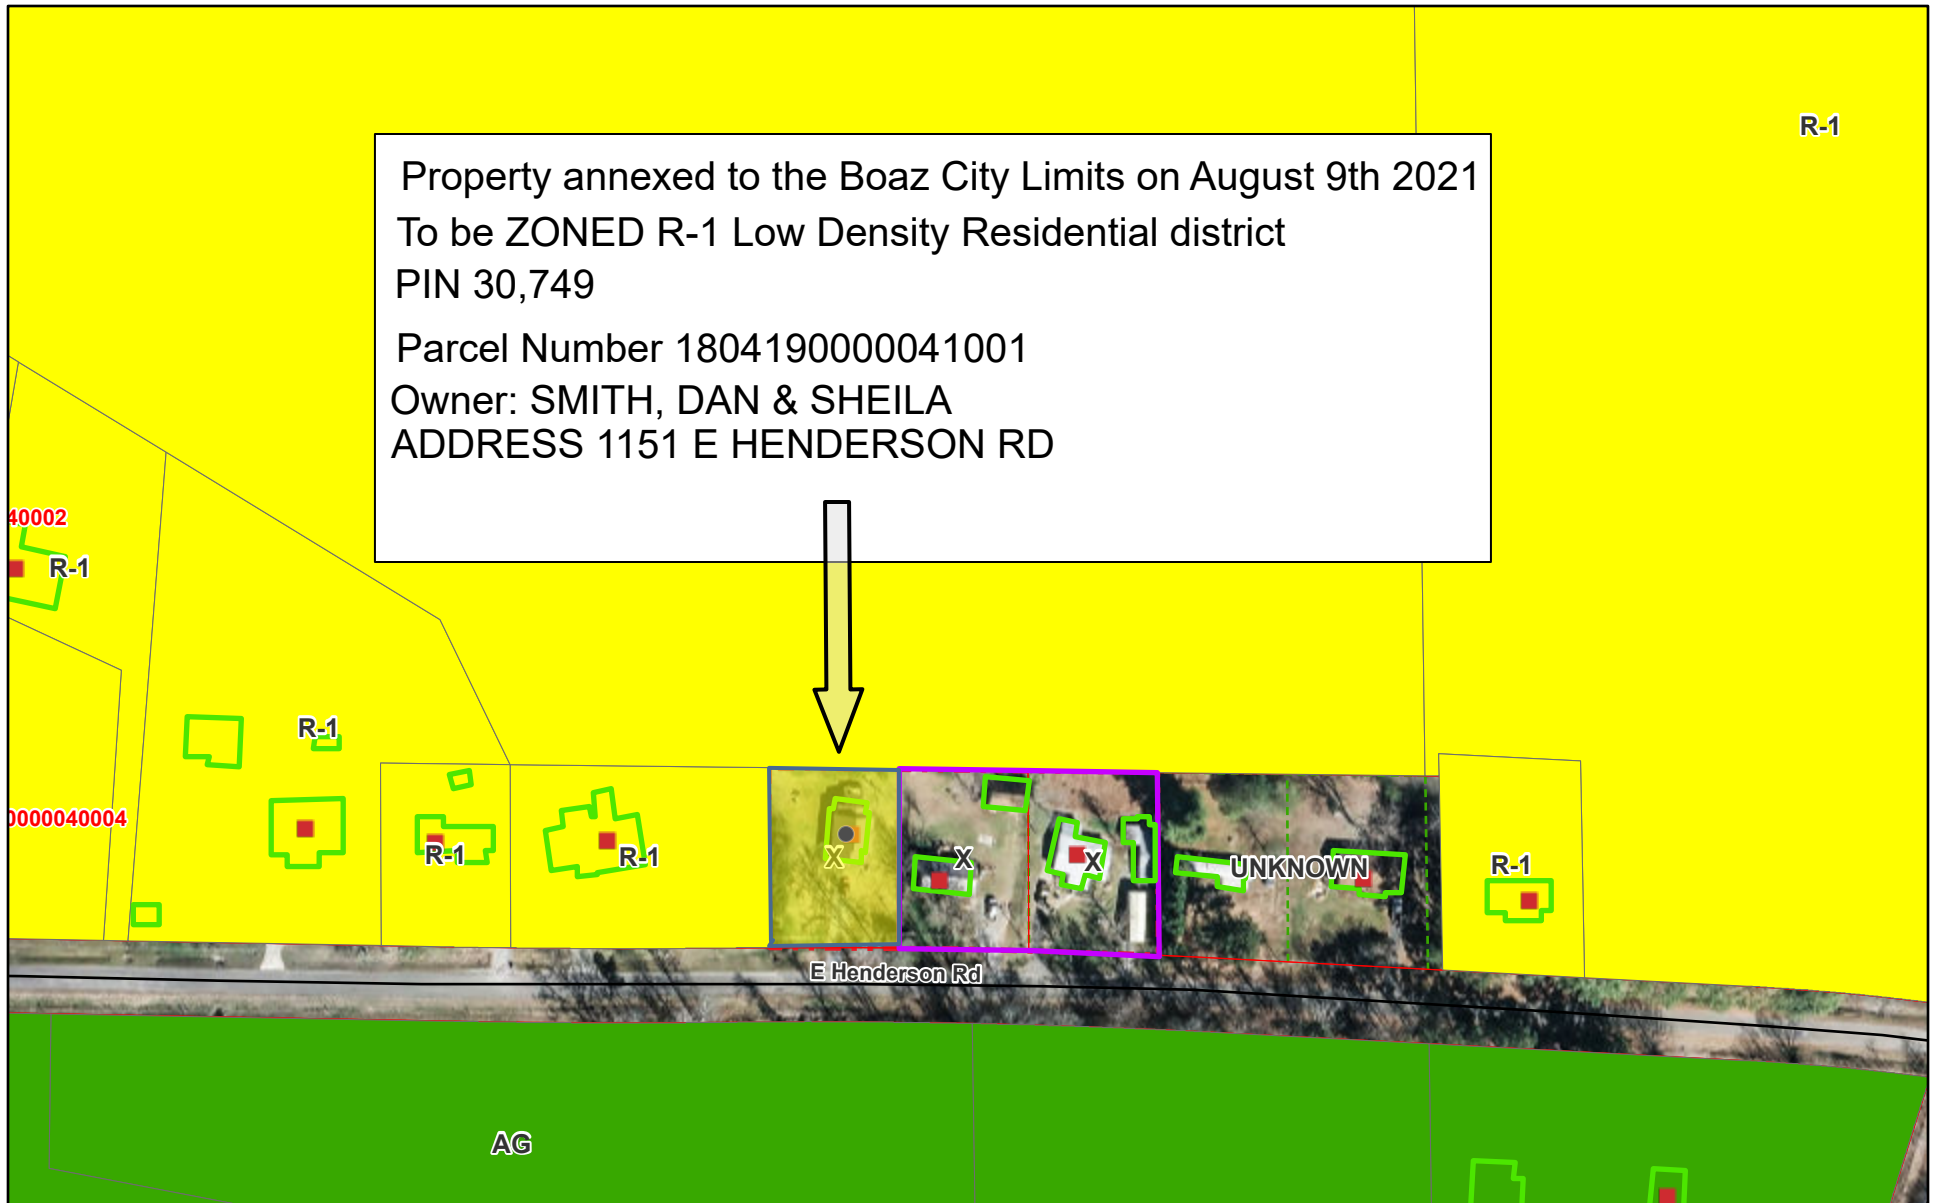 R-1
Property annexed to the Boaz City Limits on August 9th 2021
To be ZONED R-1 Low Density Residential district
PIN 30,749
Parcel Number 1804190000041001
Owner: SMITH, DAN & SHEILA
ADDRESS 1151 E HENDERSON RD
40002
R-1
R-1
0000040004
R-1
R-1
X
X
X
UNKNOWN
R-1
E Henderson Rd
AG